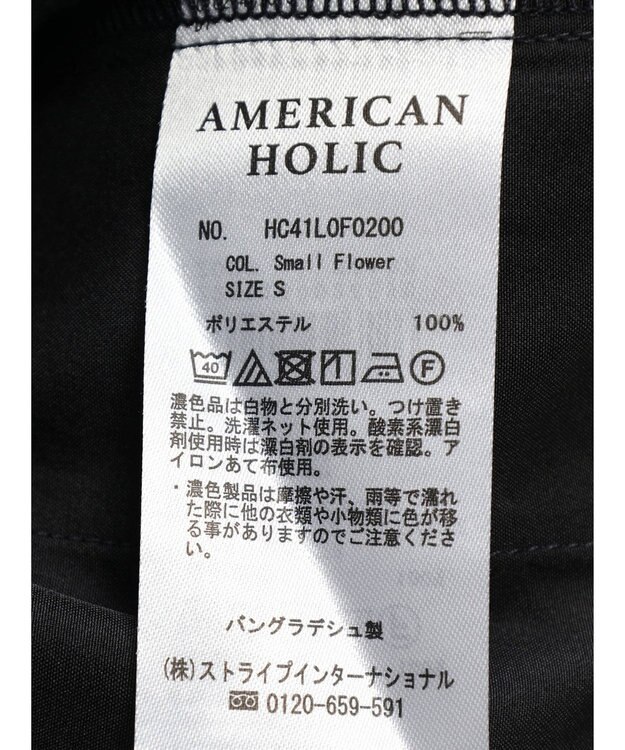 AMERICAN
HOLIC
NO. HC41L0F0200
COL. Small Flower
SIZE S
ポリエステル 100%
40 F
濃色品は白物と分別洗い。つけ置き
禁止。洗濯ネット使用。酸素系漂白
剤使用時は漂白剤の表示を確認。ア
イロンあて布使用。
・濃色製品は摩擦や汗、雨等で濡れ
た際に他の衣類や小物類に色が移
る事がありますのでご注意くださ
い。
バングラデシュ製
(株)ストライプインターナショナル
0120-659-591